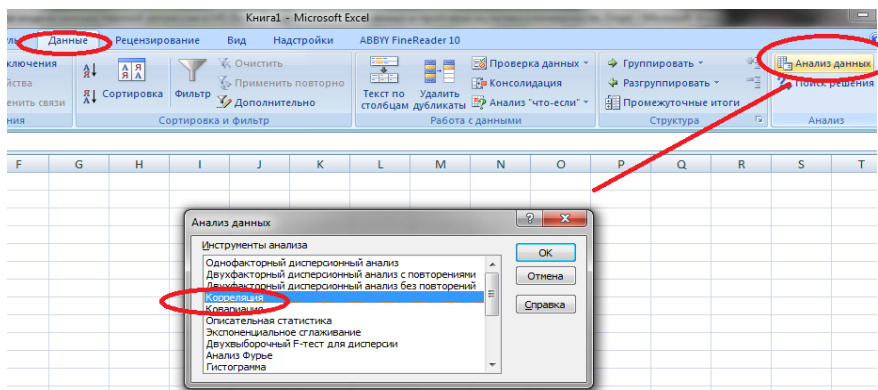 Книга1 - Microsoft Excel
Данные Рецензирование Вид Надстройки ABBYY FineReader 10
Сортировка
Фильтр
Очистить
Применить повторно
Дополнительно
Сортировка и фильтр
Текст по столбцам
Удалить дубликаты
Проверка данных
Консолидация
Анализ "что-если"
Работа с данными
Группировать
Разгруппировать
Промежуточные итоги
Структура
Анализ данных
Поиск решения
Анализ
F G H I J K L M N O P Q R S T
Анализ данных
Инструменты анализа
Однофакторный дисперсионный анализ
Двухфакторный дисперсионный анализ с повторениями
Двухфакторный дисперсионный анализ без повторений
Корреляция
Ковариация
Описательная статистика
Экспоненциальное сглаживание
Двухвыборочный F-тест для дисперсии
Анализ Фурье
Гистограмма
OK
Отмена
Справка